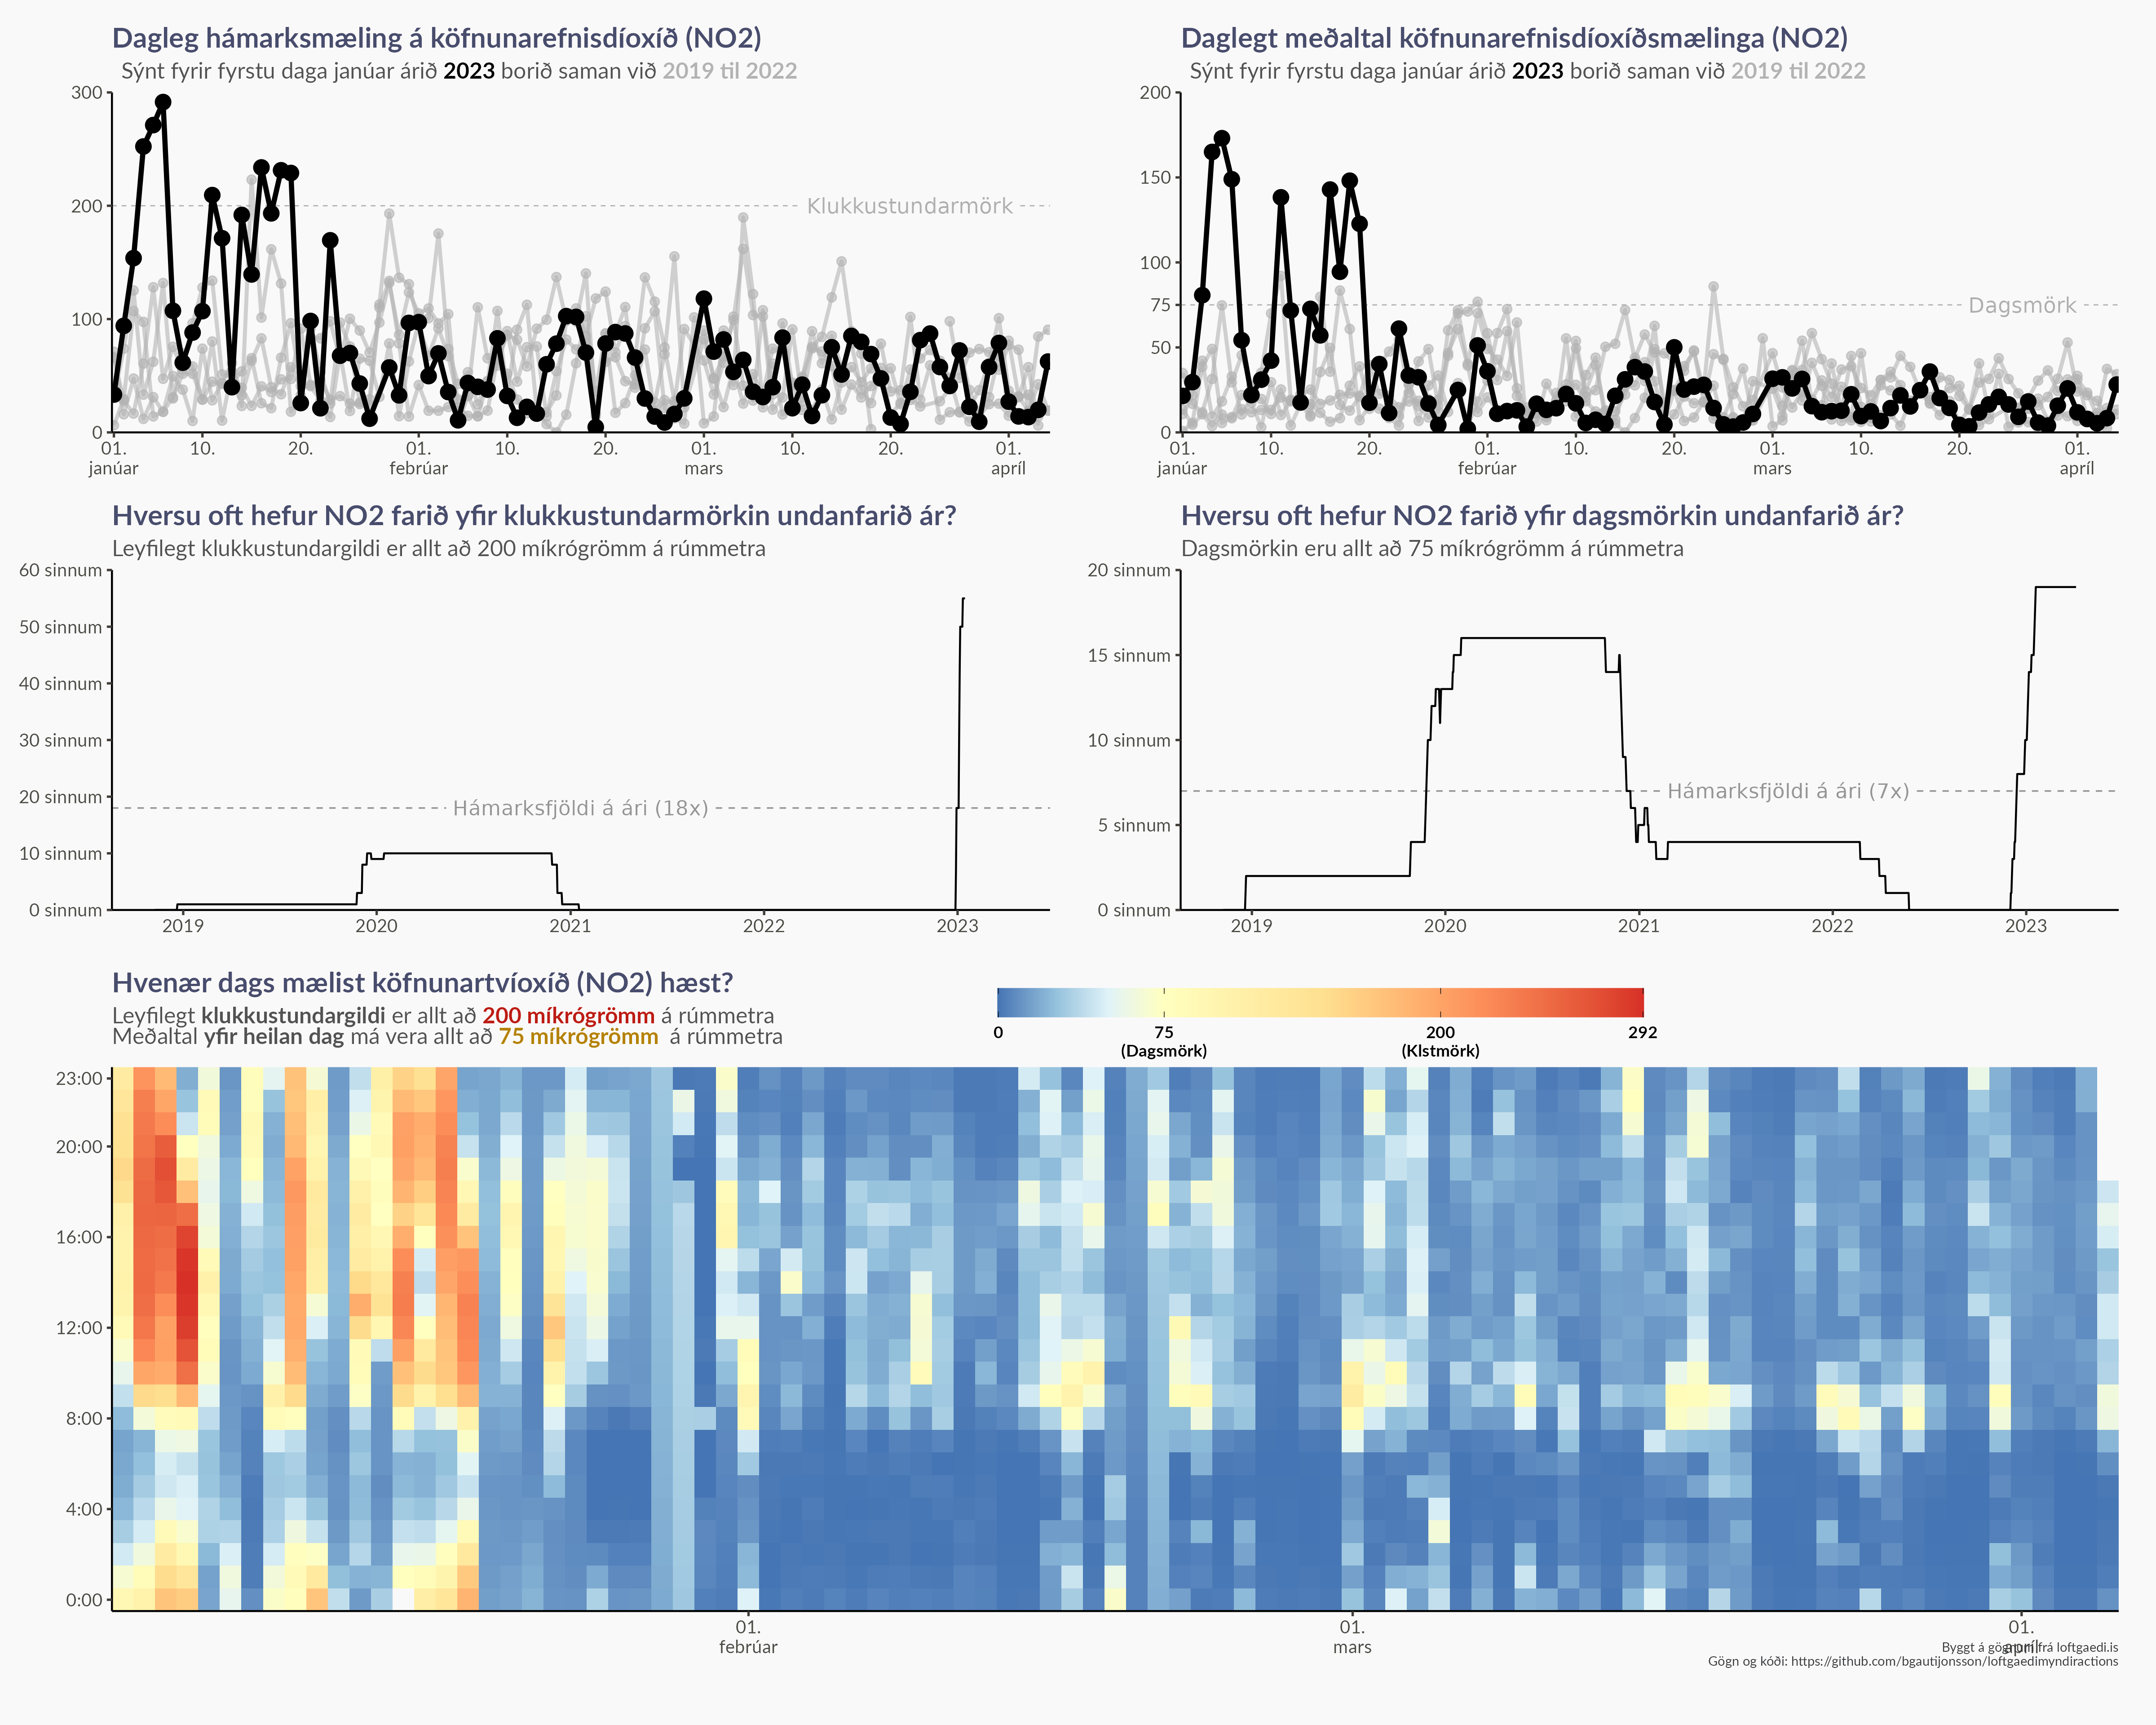 Dagleg hámarksmæling á köfnunarefnisdíoxíð (NO2)
Sýnt fyrir fyrstu daga janúar árið 2023 borið saman við 2019 til 2022
300
200
100
0
Klukkustundarmörk
01. 10. 20. 01. 10. 20. 01. 10. 20. 01.
janúar febrúar mars apríl
Daglegt meðaltal köfnunarefnisdíoxíðsmælinga (NO2)
Sýnt fyrir fyrstu daga janúar árið 2023 borið saman við 2019 til 2022
200
150
100
75
50
0
Dagsmörk
01. 10. 20. 01. 10. 20. 01. 10. 20. 01.
janúar febrúar mars apríl
Hversu oft hefur NO2 farið yfir klukkustundarmörkin undanfarið ár?
Leyfilegt klukkustundargildi er allt að 200 míkrógrömm á rúmmetra
60 sinnum
50 sinnum
40 sinnum
30 sinnum
20 sinnum
10 sinnum
0 sinnum
Hámarksfjöldi á ári (18x)
2019 2020 2021 2022 2023
Hversu oft hefur NO2 farið yfir dagsmörkin undanfarið ár?
Dagsmörkin eru allt að 75 míkrógrömm á rúmmetra
20 sinnum
15 sinnum
10 sinnum
5 sinnum
0 sinnum
Hámarksfjöldi á ári (7x)
2019 2020 2021 2022 2023
Hvenær dags mælist köfnunartvíoxíð (NO2) hæst?
Leyfilegt klukkustundargildi er allt að 200 míkrógrömm á rúmmetra
Meðaltal yfir heilan dag má vera allt að 75 míkrógrömm á rúmmetra
0 75 200 292
(Dagsmörk) (Klstmörk)
23:00
20:00
16:00
12:00
8:00
4:00
0:00
01. 01. 01.
febrúar mars apríl
Byggt á gögnum frá loftgaedi.is
Gögn og kóði: https://github.com/bgautijonsson/loftgaedimyndiractions